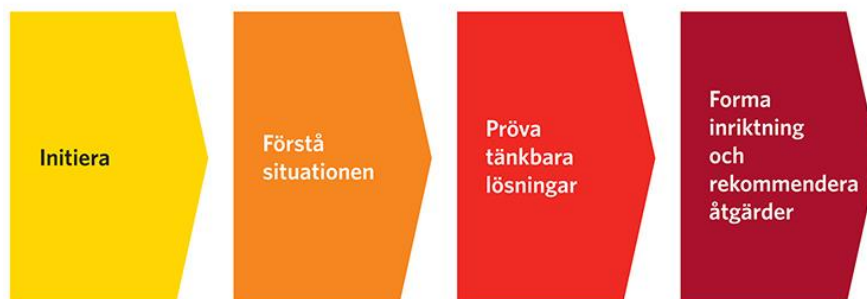 Initiera
Förstå
situationen
Pröva
tänkbara
lösningar
Forma
inriktning
och
rekommendera
åtgärder